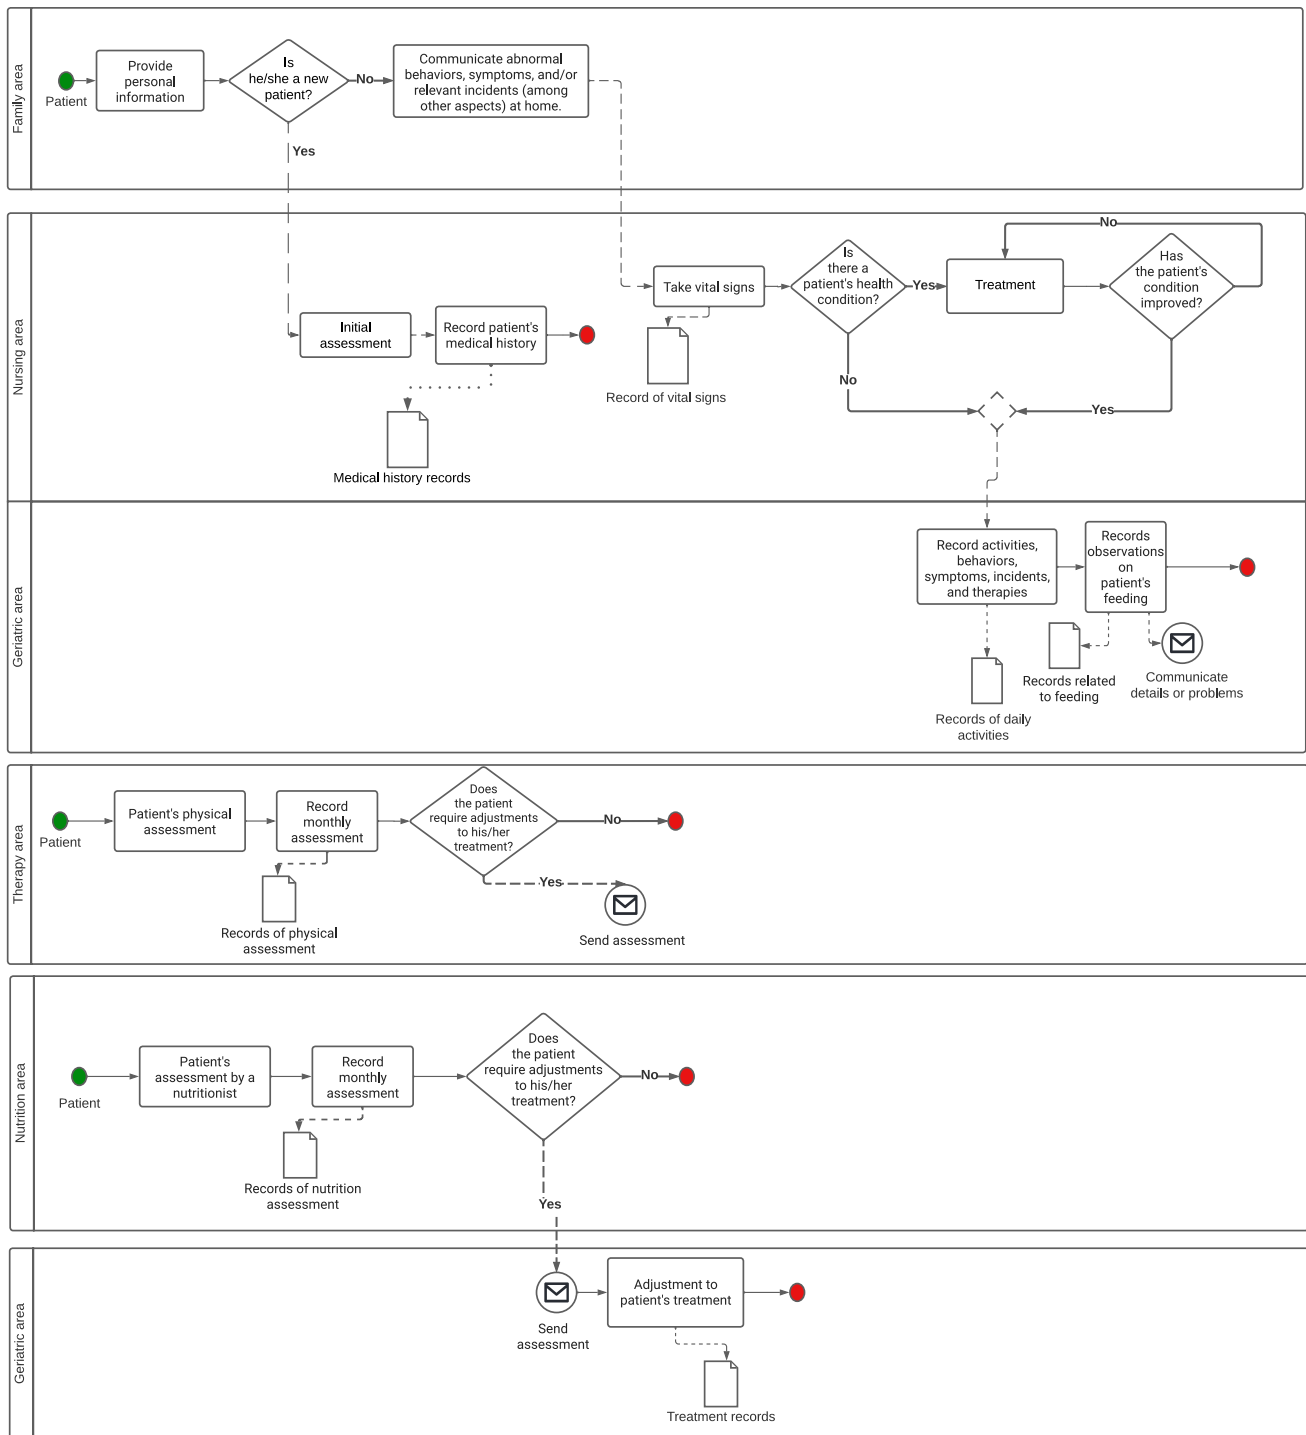 Family area
Patient
Provide
personal
information
Is
he/she a new
patient?
No
Yes
Communicate abnormal
behaviors, symptoms, and/or
relevant incidents (among
other aspects) at home.
Nursing area
Initial
assessment
Record patient's
medical history
Medical history records
Take vital signs
Record of vital signs
Is
there a
patient's health
condition?
Yes
No
Treatment
Has
the patient's
condition
improved?
No
Yes
Geriatric area
Record activities,
behaviors,
symptoms, incidents,
and therapies
Records
observations
on
patient's
feeding
Records of daily
activities
Records related
to feeding
Communicate
details or problems
Therapy area
Patient
Patient's physical
assessment
Record
monthly
assessment
Records of physical
assessment
Does
the patient
require adjustments
to his/her
treatment?
No
Yes
Send assessment
Nutrition area
Patient
Patient's
assessment by a
nutritionist
Record
monthly
assessment
Records of nutrition
assessment
Does
the patient
require adjustments
to his/her
treatment?
No
Yes
Geriatric area
Send
assessment
Adjustment to
patient's treatment
Treatment records